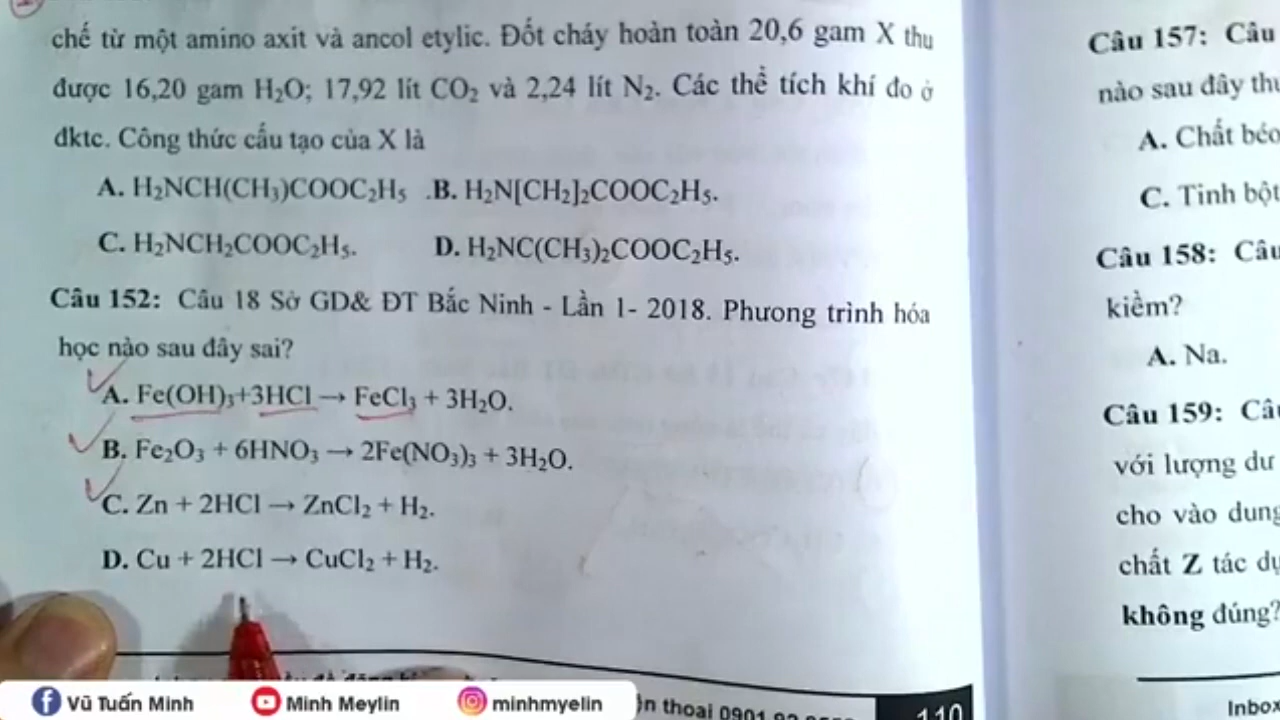 chế từ một amino axit và ancol etylic. Đốt cháy hoàn toàn 20,6 gam X thu
được 16,20 gam H₂O; 17,92 lít CO₂ và 2,24 lít N₂. Các thể tích khí đo ở
đktc. Công thức cấu tạo của X là
A. H₂NCH(CH₃)COOC₂H₅ .B. H₂N[CH₂]₂COOC₂H₅.
C. H₂NCH₂COOC₂H₅. D. H₂NC(CH₃)₂COOC₂H₅.
Câu 152: Câu 18 Sở GD& ĐT Bắc Ninh - Lần 1- 2018. Phương trình hóa
học nào sau đây sai?
A. Fe(OH)₃+3HCl → FeCl₃ + 3H₂O.
B. Fe₂O₃ + 6HNO₃ → 2Fe(NO₃)₃ + 3H₂O.
C. Zn + 2HCl → ZnCl₂ + H₂.
D. Cu + 2HCl → CuCl₂ + H₂.
Câu 157: Câu
nào sau đây
A. Chất béo
C. Tinh bột
Câu 158: Câu
kiềm?
A. Na.
Câu 159:
với lượng dư
cho vào dung
chất Z tác
không đúng?
Inbox
thoại 0901
110
Vũ Tuấn Minh Minh Meylin minhmyelin